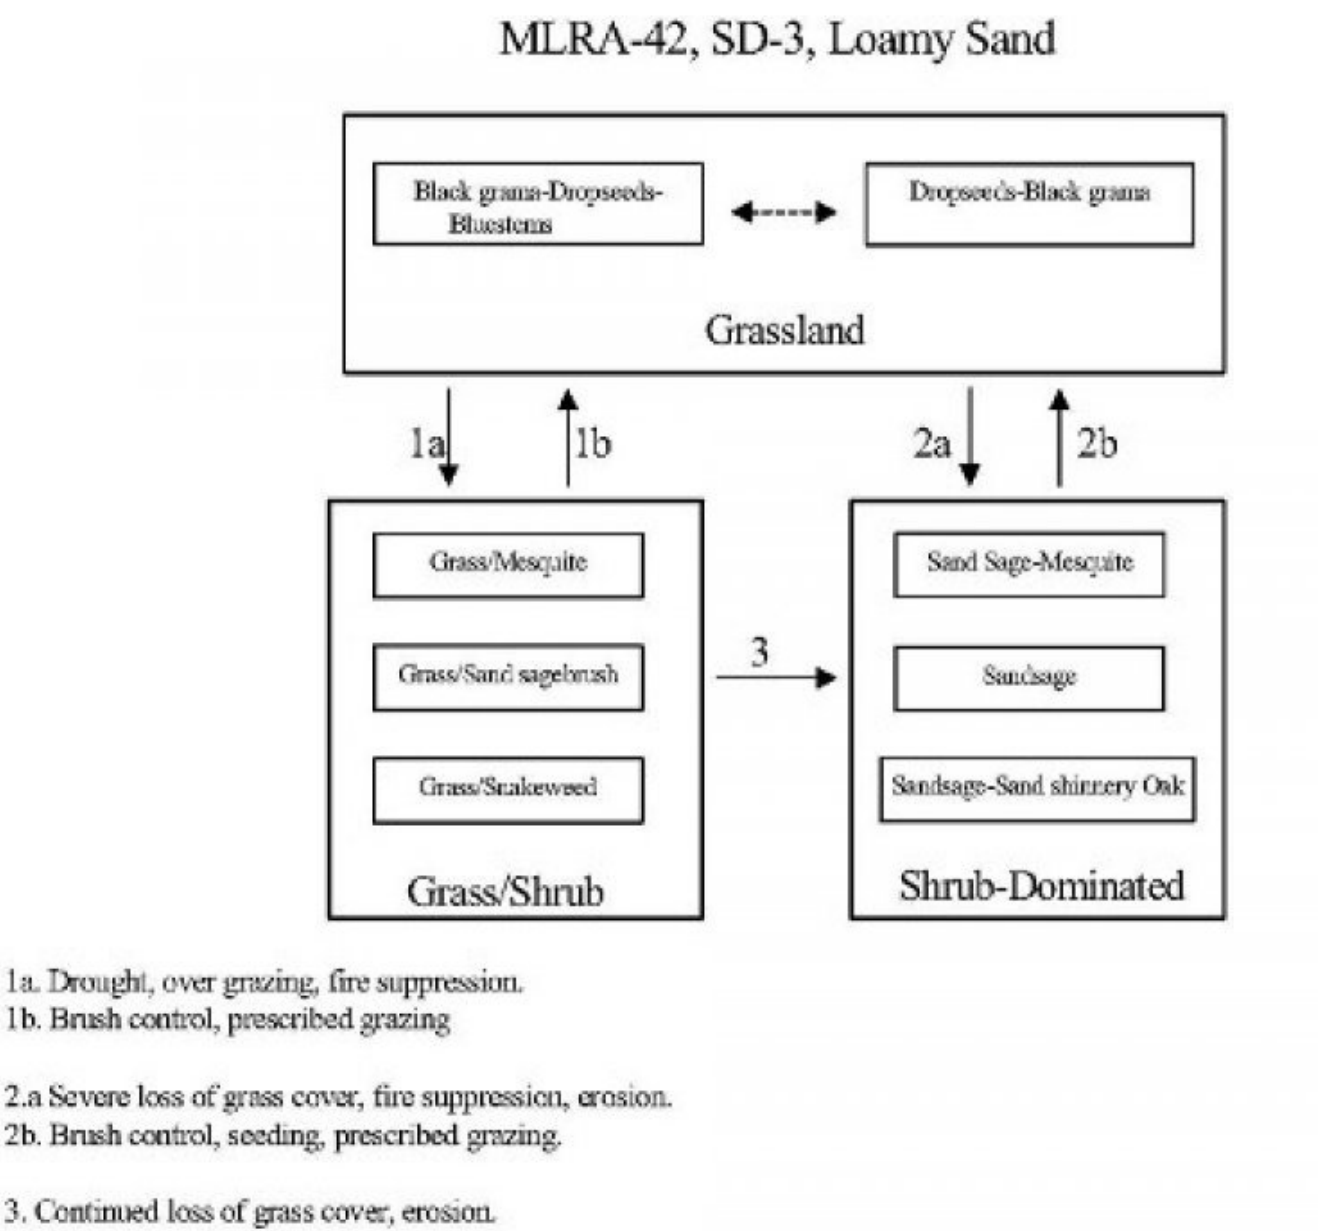 MLRA-42, SD-3, Loamy Sand
Black grama-Dropseeds-
Bluestems
Dropseeds-Black grama
Grassland
1a
1b
2a
2b
Grass/Mesquite
Grass/Sand sagebrush
Grass/Snakeweed
Grass/Shrub
3
Sand Sage-Mesquite
Sandsage
Sandsage-Sand shinnery Oak
Shrub-Dominated
1a. Drought, over grazing, fire suppression.
1b. Brush control, prescribed grazing
2.a Severe loss of grass cover, fire suppression, erosion.
2b. Brush control, seeding, prescribed grazing.
3. Continued loss of grass cover, erosion.